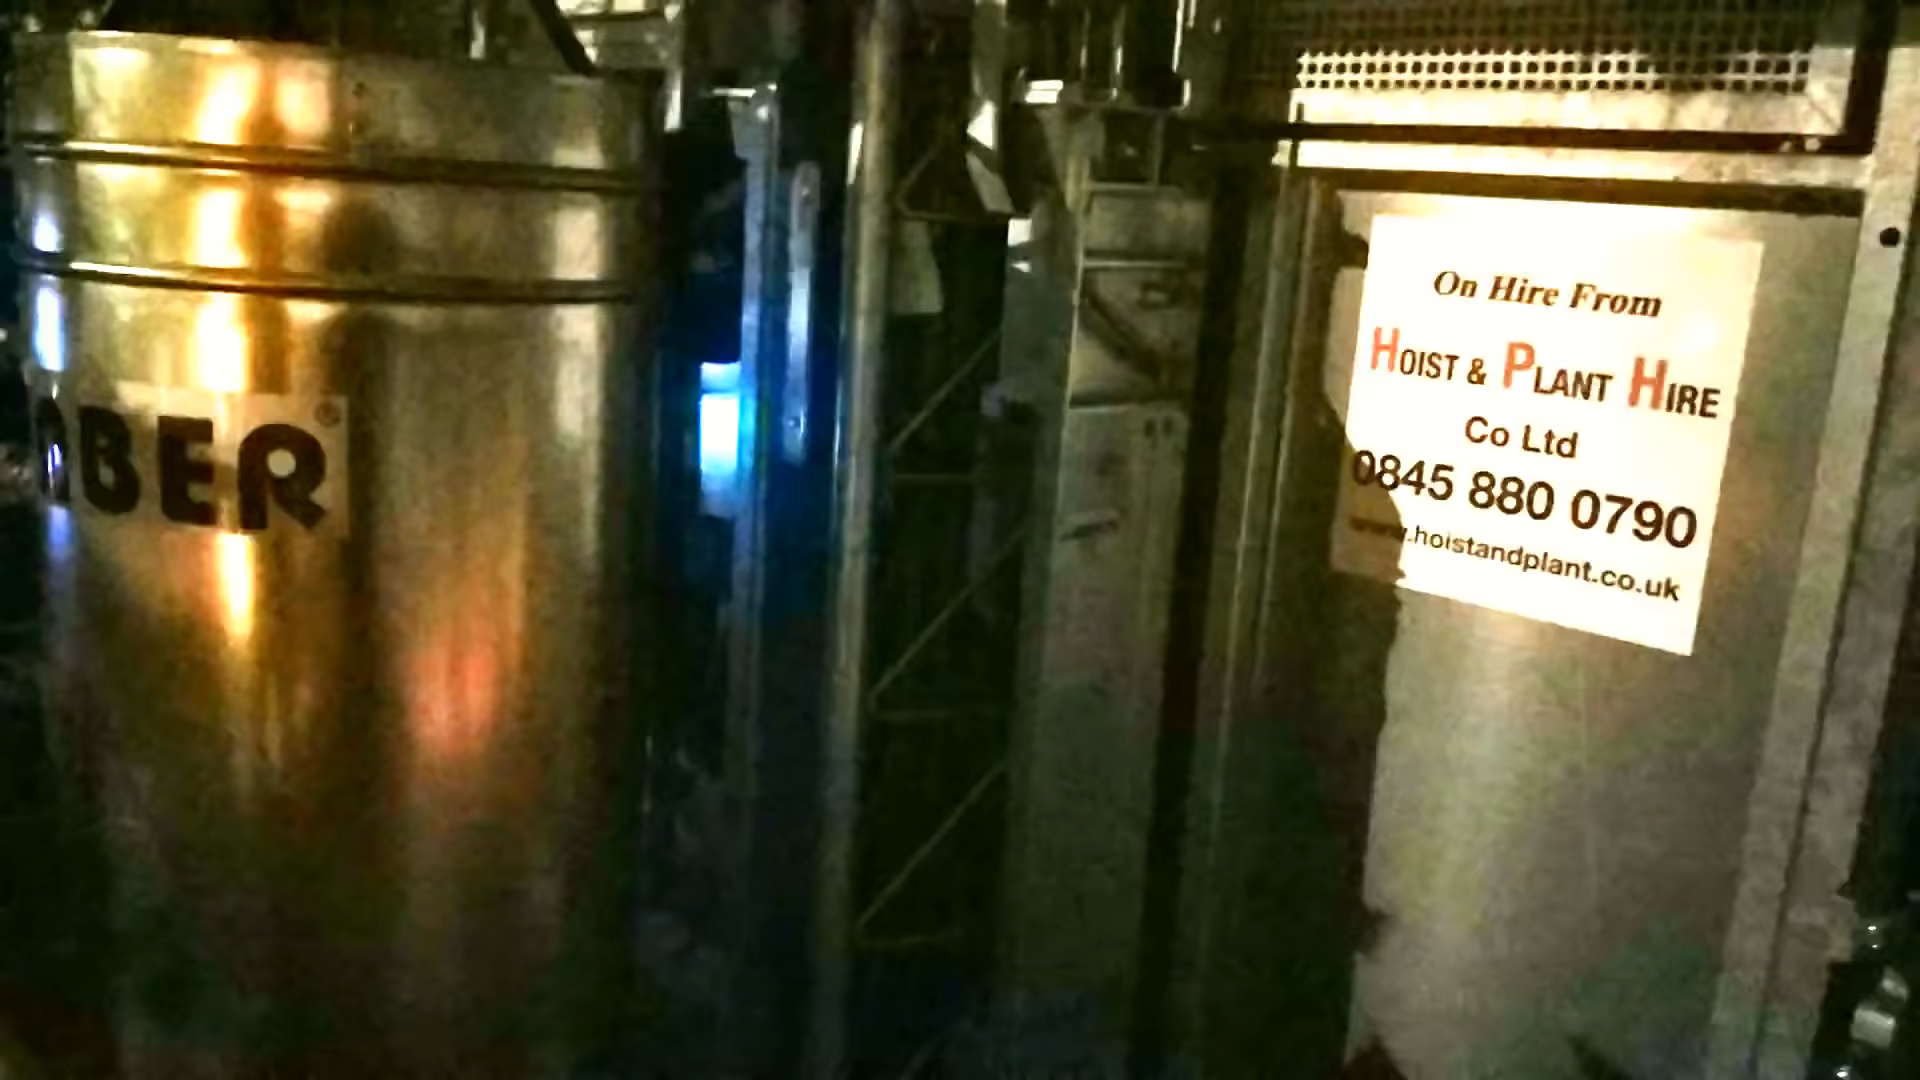 BER®
On Hire From
HOIST & PLANT HIRE
Co Ltd
0845 880 0790
www.hoistandplant.co.uk